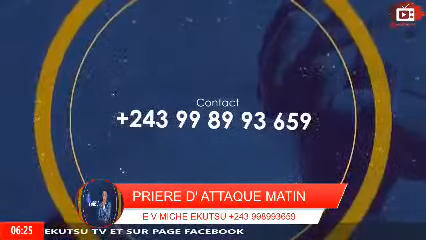 Contact
+243 99 89 93 659
PRIERE D' ATTAQUE MATIN
E V MICHE EKUTSU +243 998993659
06:25 EKUTSU TV ET SUR PAGE FACEBOOK